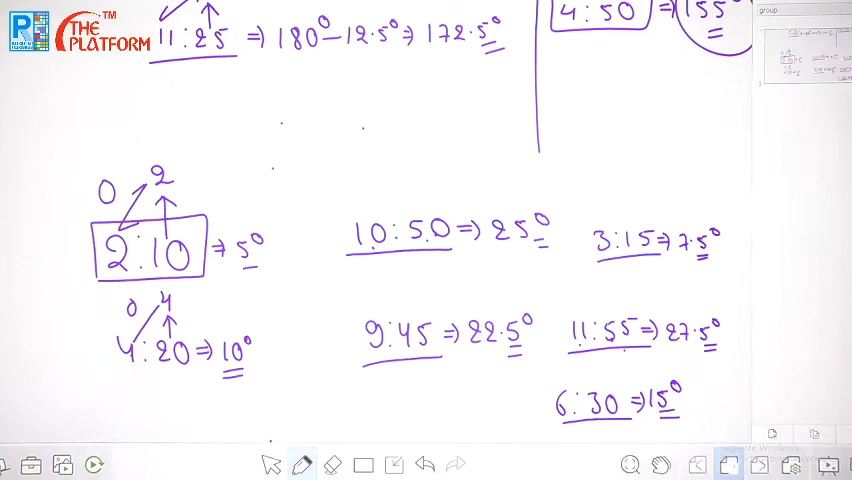 THE
PLATFORM
group
11:25 => 180° - 12.5° => 172.5°
4:50
155°
0 2
2:10 => 5°
10:50 => 25°
3:15 => 7.5°
0 4
4:20 => 10°
9:45 => 22.5°
11:55 => 27.5°
6:30 => 15°